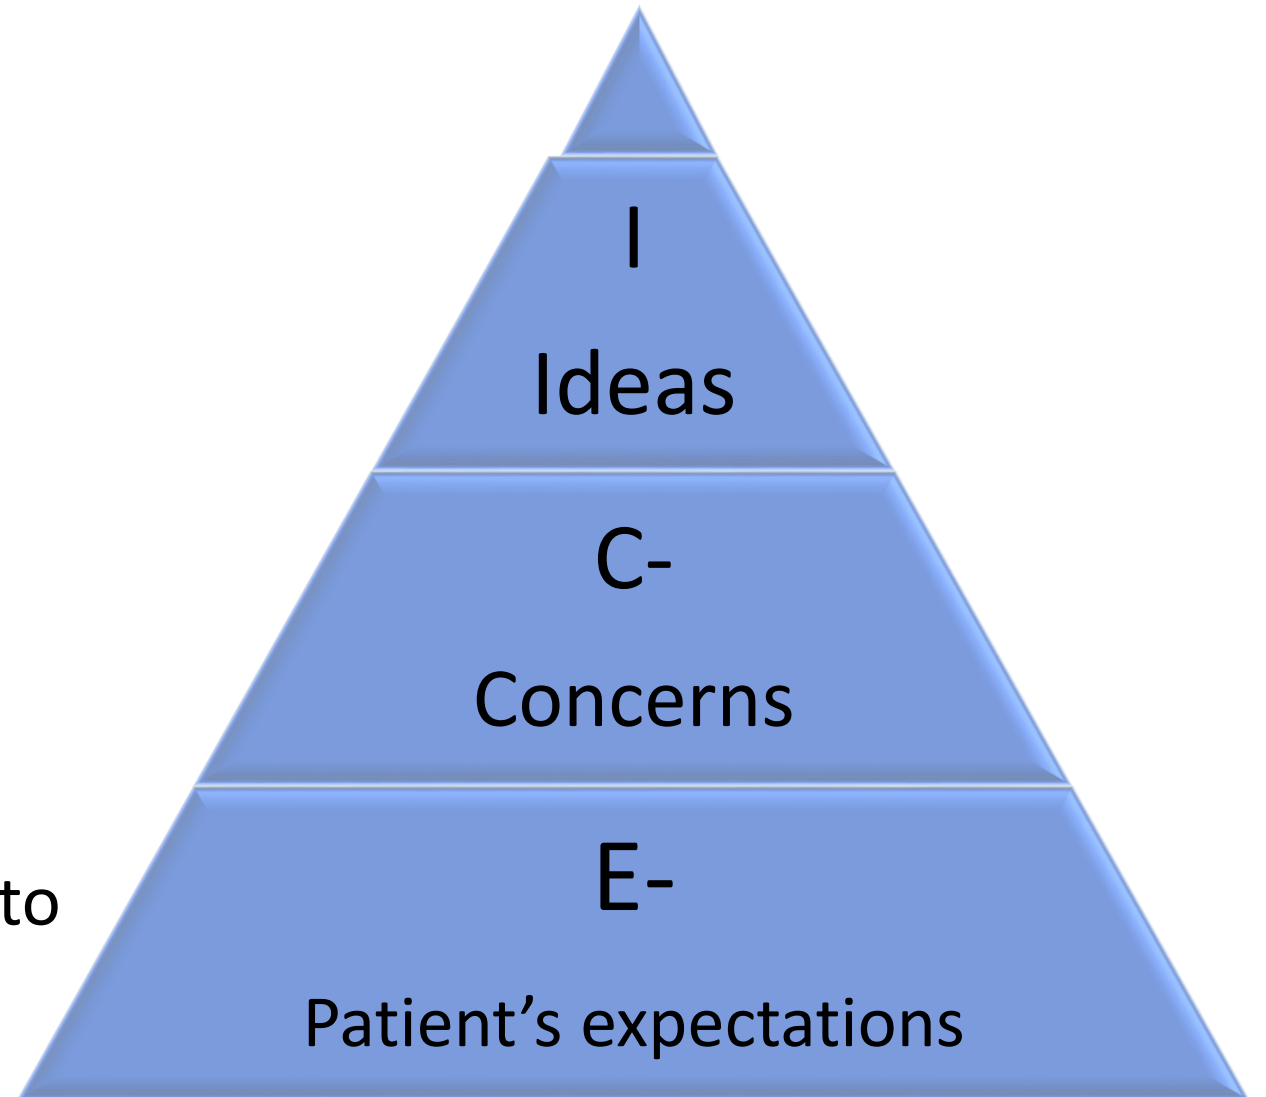 I
Ideas
C-
Concerns
E-
to
Patient’s expectations